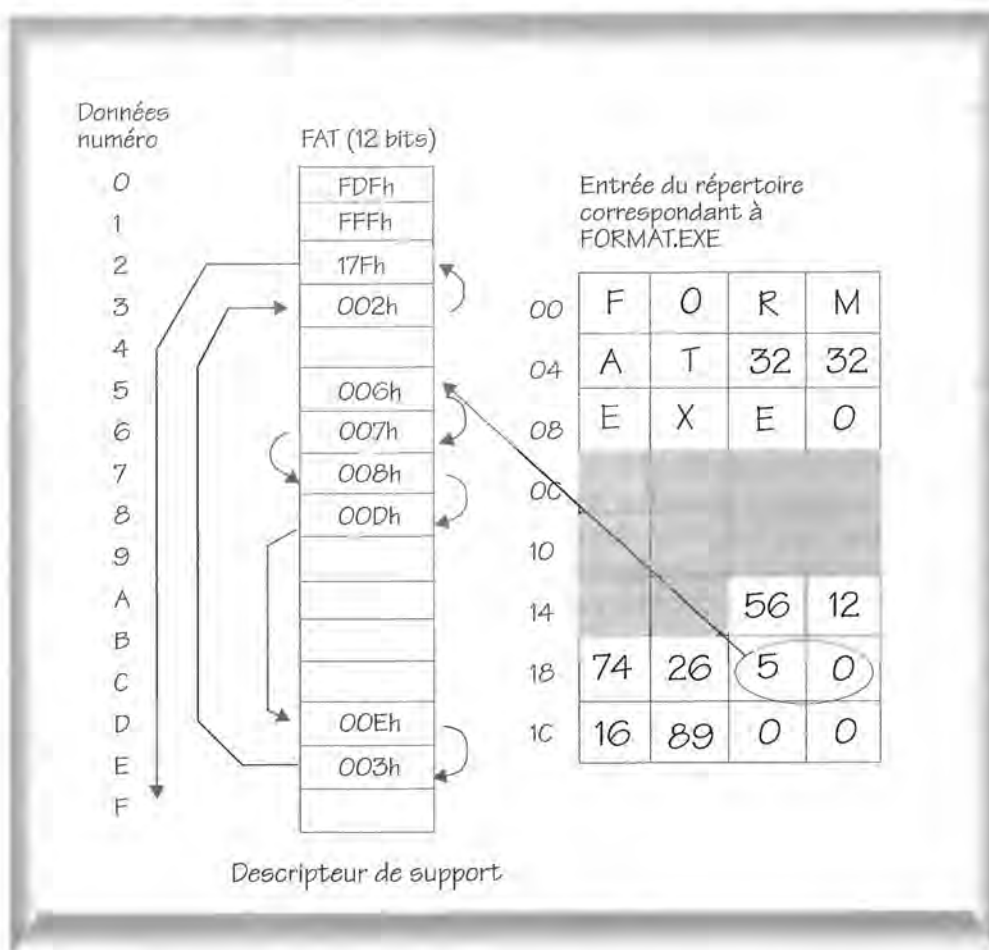 Données
numéro
FAT (12 bits)
0 FDFh
1 FFFh
2 17Fh
3 002h
4
5 006h
6 007h
7 008h
8 00Dh
9
A
B
C
D 00Eh
E 003h
F
Descripteur de support
Entrée du répertoire
correspondant à
FORMAT.EXE
00 F O R M
04 A T 32 32
08 E X E 0
0C
10
14 56 12
18 74 26 5 0
1C 16 89 0 0